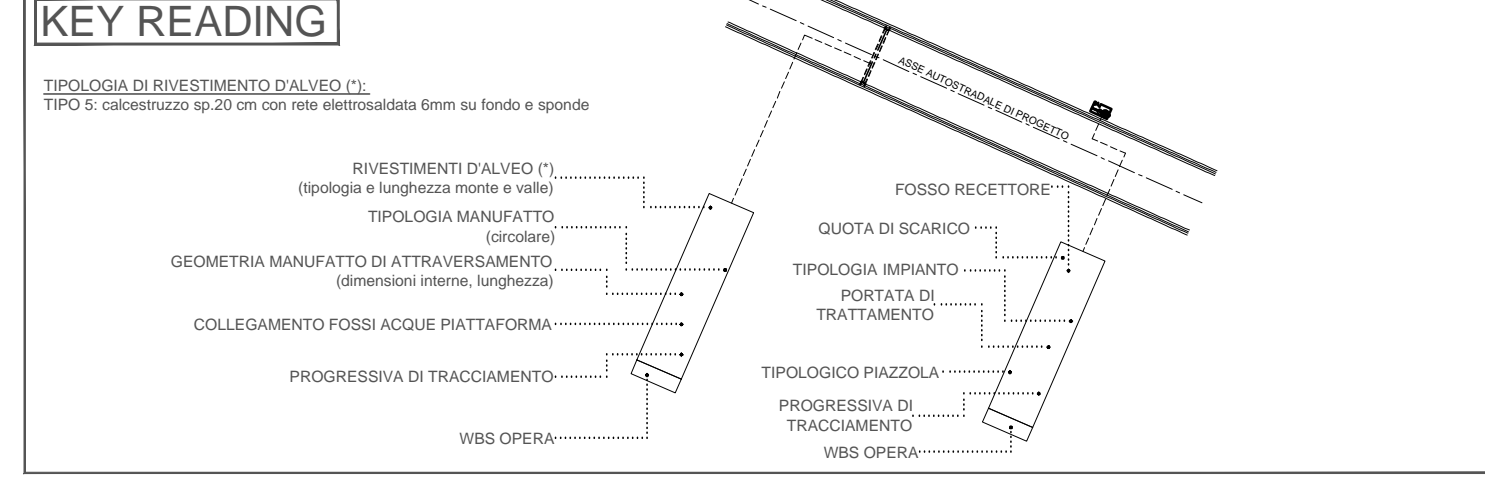 KEY READING
TIPOLOGIA DI RIVESTIMENTO D'ALVEO (*):
TIPO 5: calcestruzzo sp.20 cm con rete elettrosaldata 6mm su fondo e sponde
RIVESTIMENTI D'ALVEO (*)
(tipologia e lunghezza monte e valle)
TIPOLOGIA MANUFATTO
(circolare)
GEOMETRIA MANUFATTO DI ATTRAVERSAMENTO
(dimensioni interne, lunghezza)
COLLEGAMENTO FOSSI ACQUE PIATTAFORMA
PROGRESSIVA DI TRACCIAMENTO
WBS OPERA
ASSE AUTOSTRADALE DI PROGETTO
FOSSO RECETTORE
QUOTA DI SCARICO
TIPOLOGIA IMPIANTO
PORTATA DI
TRATTAMENTO
TIPOLOGICO PIAZZOLA
PROGRESSIVA DI
TRACCIAMENTO
WBS OPERA